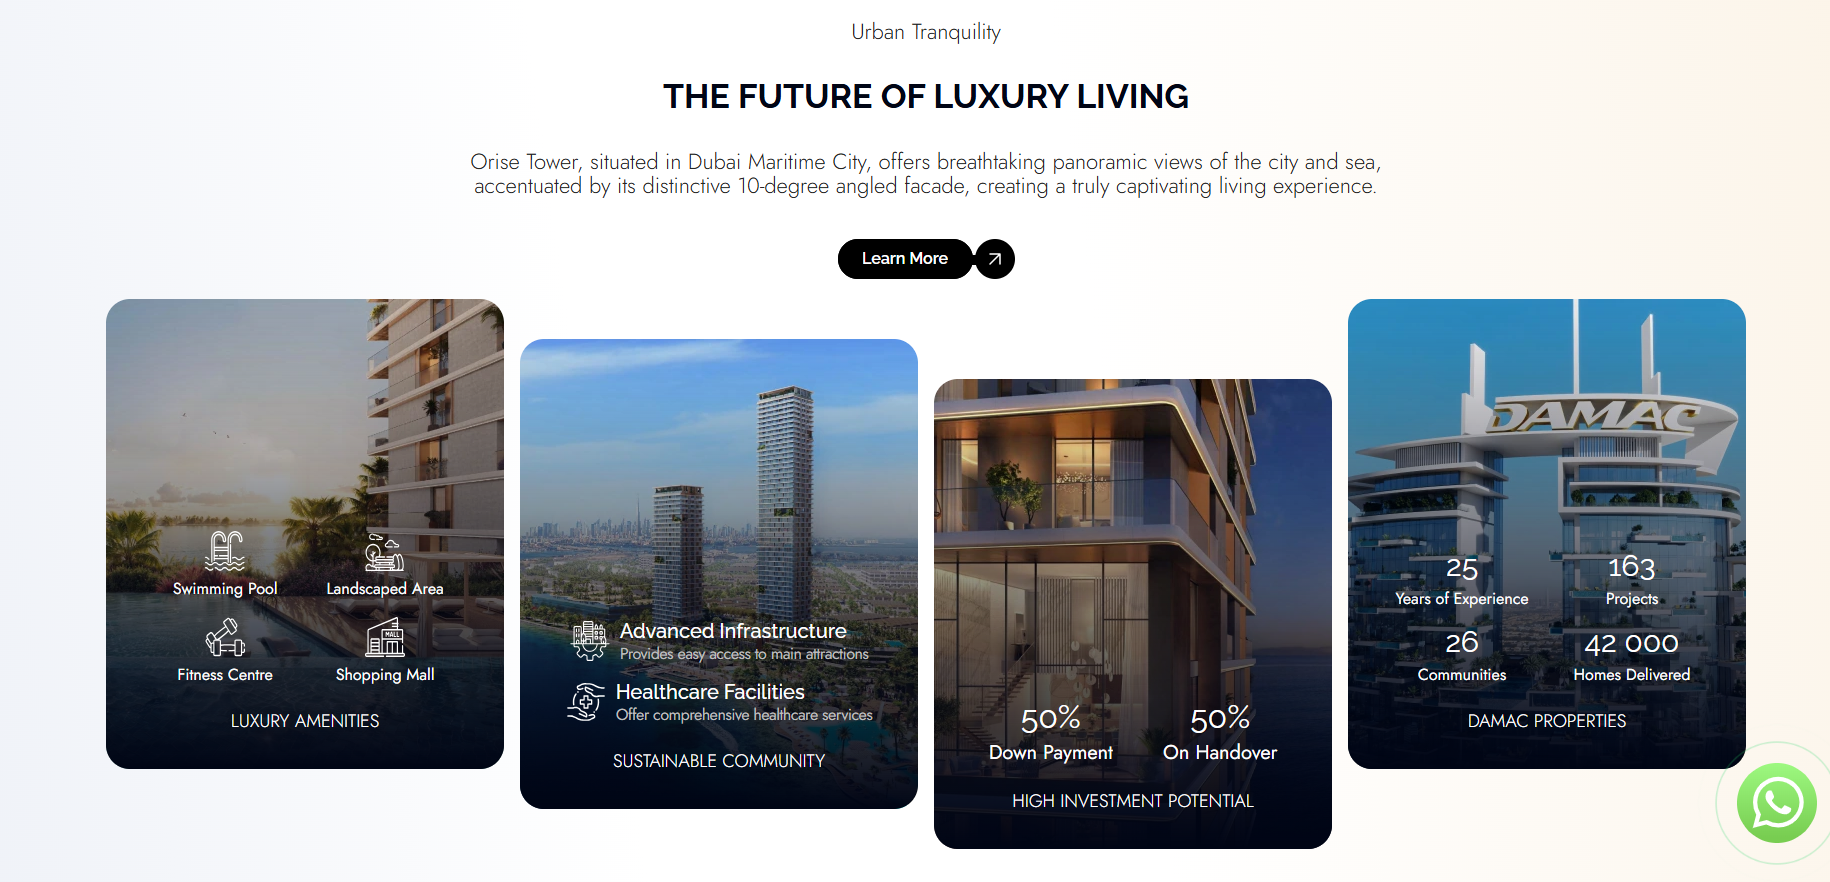 Urban Tranquility
THE FUTURE OF LUXURY LIVING
Orise Tower, situated in Dubai Maritime City, offers breathtaking panoramic views of the city and sea,
accentuated by its distinctive 10-degree angled facade, creating a truly captivating living experience.
Learn More
Swimming Pool
Landscaped Area
MALL
Fitness Centre
Shopping Mall
LUXURY AMENITIES
Advanced Infrastructure
Provides easy access to main attractions
Healthcare Facilities
Offer comprehensive healthcare services
SUSTAINABLE COMMUNITY
50%
Down Payment
50%
On Handover
HIGH INVESTMENT POTENTIAL
DAMAC
25
Years of Experience
163
Projects
26
Communities
42 000
Homes Delivered
DAMAC PROPERTIES